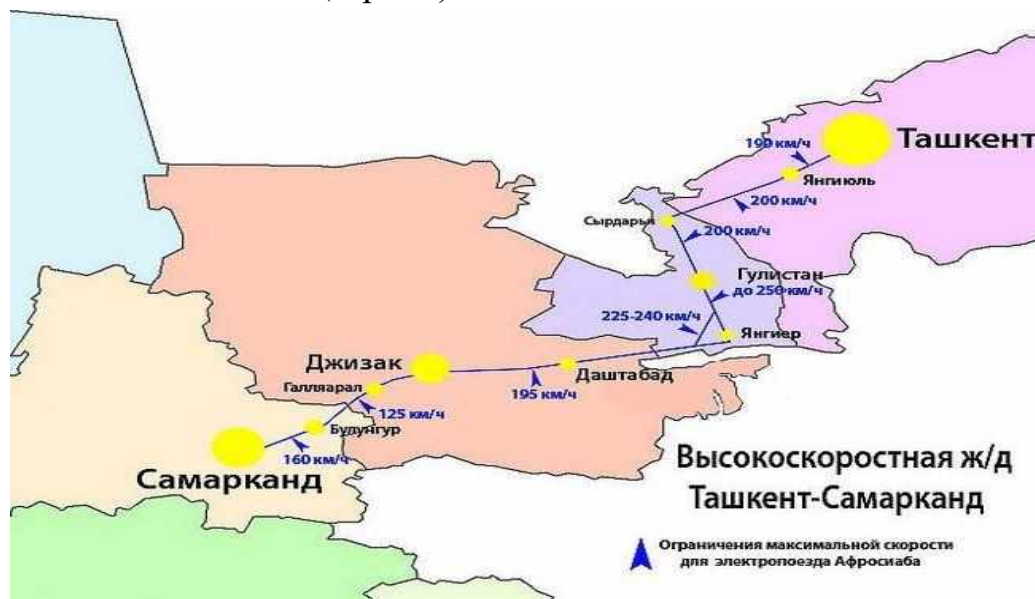 Ташкент
190 км/ч
Янгиюль
200 км/ч
Сырдарья
200 км/ч
Гулистан
до 250 км/ч
225-240 км/ч
Янгиер
Джизак
Даштабад
Галляарал
195 км/ч
125 км/ч
Булунгур
160 км/ч
Самарканд
Высокоскоростная ж/д
Ташкент-Самарканд
Ограничения максимальной скорости
для электропоезда Афросиаба